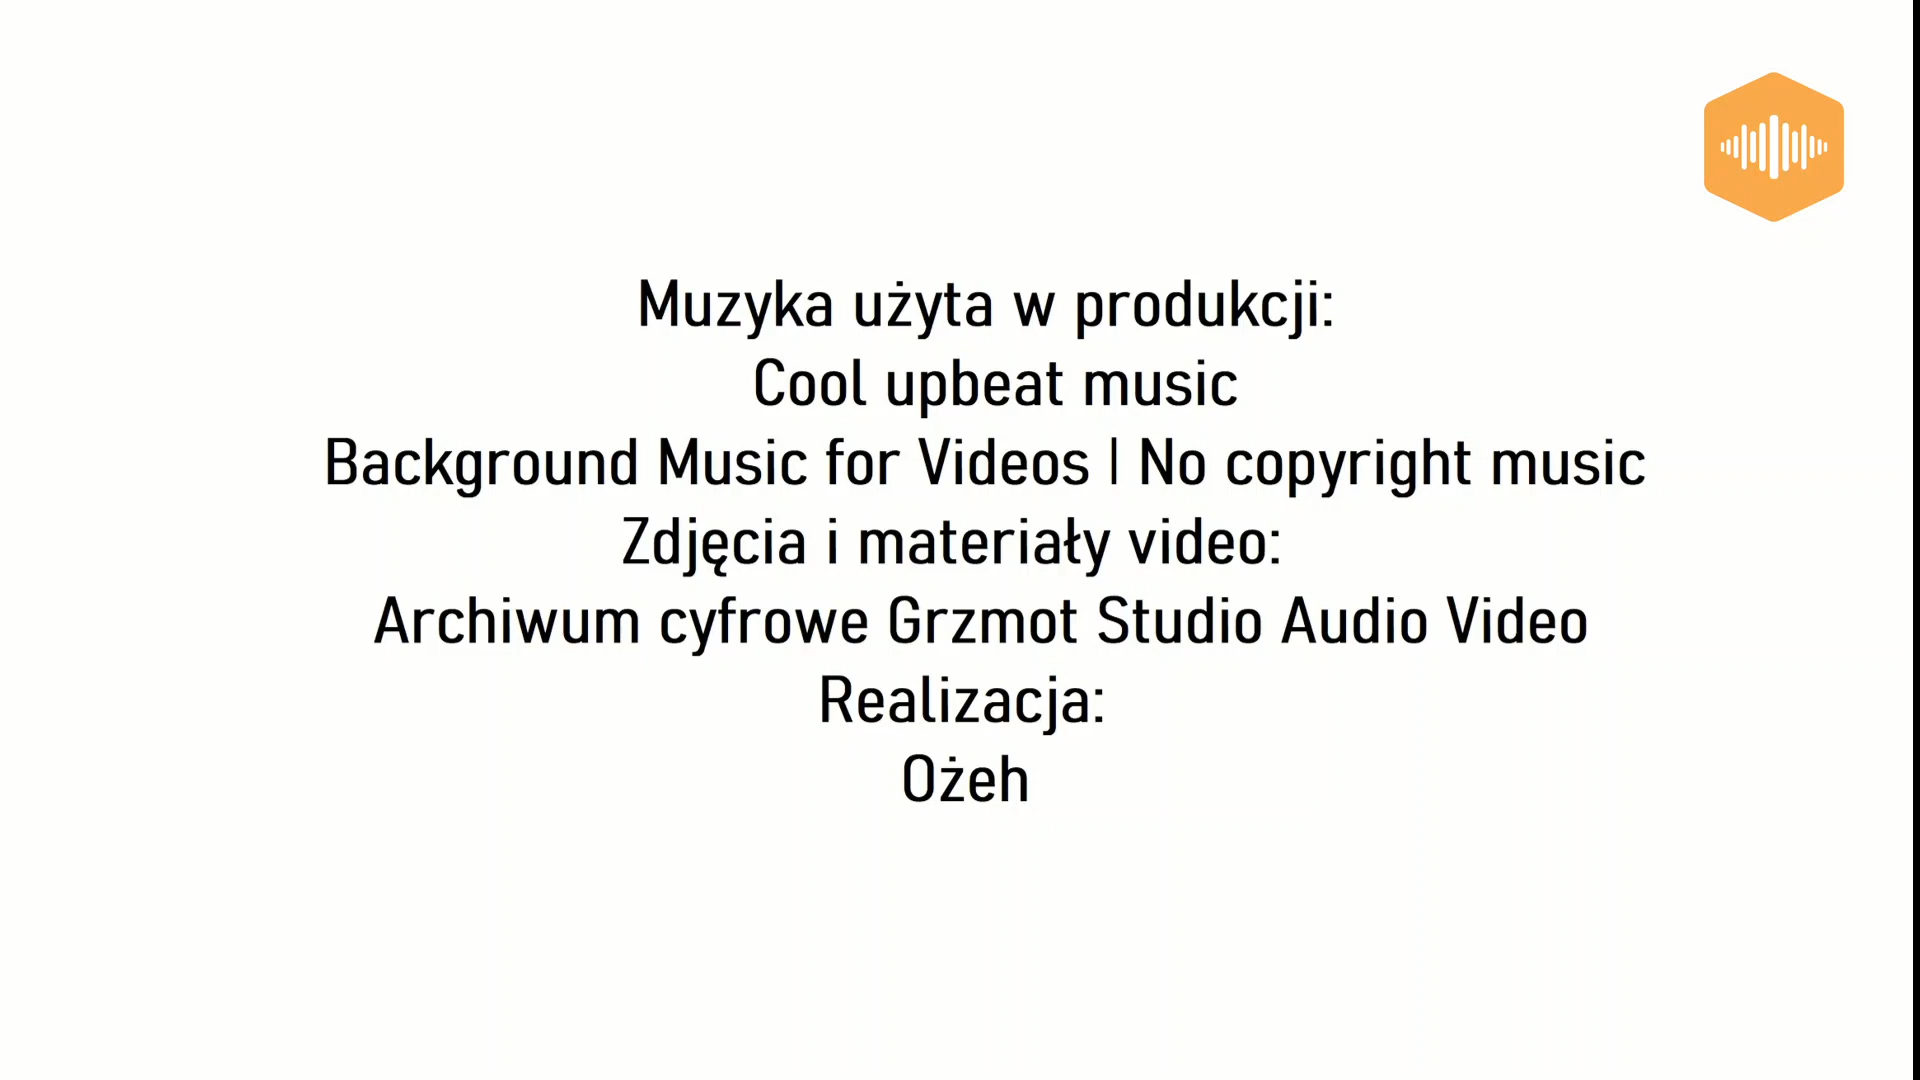 Muzyka użyta w produkcji:
Cool upbeat music
Background Music for Videos | No copyright music
Zdjęcia i materiały video:
Archiwum cyfrowe Grzmot Studio Audio Video
Realizacja:
Ożeh